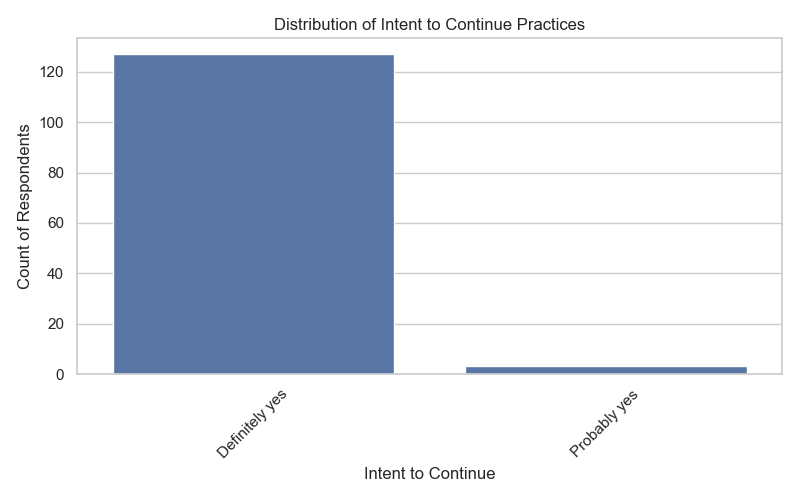 Distribution of Intent to Continue Practices
Count of Respondents
120
100
80
60
40
20
0
Definitely yes
Probably yes
Intent to Continue